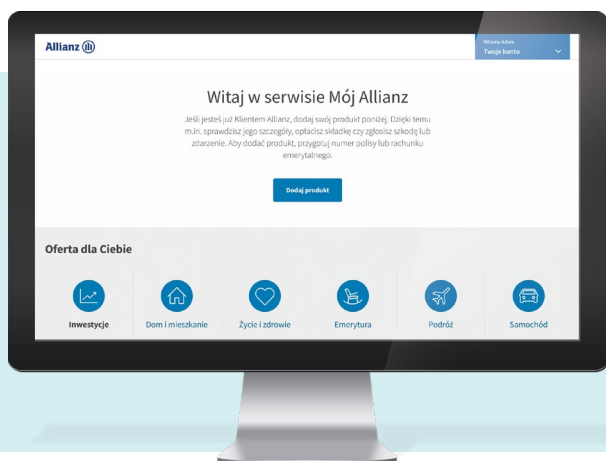 Allianz
Witamy Adam
Twoje konto
Witaj w serwisie Mój Allianz
Jeśli jesteś już Klientem Allianz, dodaj swój produkt poniżej. Dzięki temu
m.in. sprawdzisz jego szczegóły, opłacisz składkę czy zgłosisz szkodę lub
zdarzenie. Aby dodać produkt, przygotuj numer polisy lub rachunku
emerytalnego.
Dodaj produkt
Oferta dla Ciebie
Inwestycje
Dom i mieszkanie
Życie i zdrowie
Emerytura
Podróż
Samochód